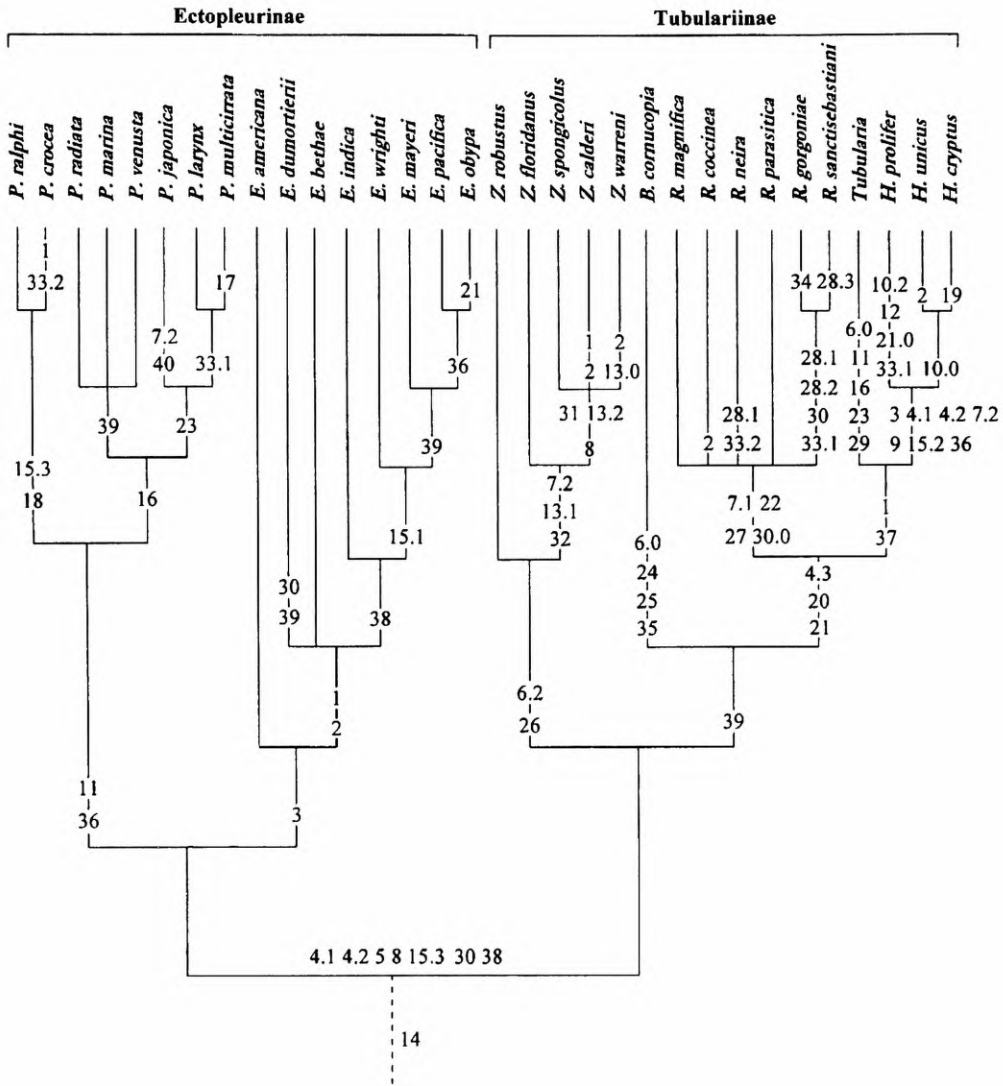 Ectopleurinae
Tubulariinae
P. ralphi
P. crocea
P. radiata
P. marina
P. venusta
P. japonica
P. larynx
P. multicirrata
E. americana
E. dumortierii
E. bethae
E. indica
E. wrighti
E. mayeri
E. pacifica
E. obypa
Z. robustus
Z. floridanus
Z. spongicolus
Z. calderi
Z. warreni
B. cornucopia
R. magnifica
R. coccinea
R. neira
R. parasitica
R. gorgoniae
R. sanctisebastiani
Tubularia
H. prolifer
H. unicus
H. cryptus
1
33.2
17
21
34
28.3
10.2
12
21.0
33.1
2
19
7.2
40
33.1
36
1
2
2
13.0
28.1
28.2
30
33.1
6.0
11
16
23
29
10.0
39
23
39
31
13.2
8
2
28.1
33.2
3 4.1 4.2 7.2
9 15.2 36
15.3
18
16
15.1
7.2
13.1
32
7.1 22
27 30.0
1
37
30
39
38
6.0
24
25
35
4.3
20
21
1
2
6.2
26
39
11
36
3
4.1 4.2 5 8 15.3 30 38
14